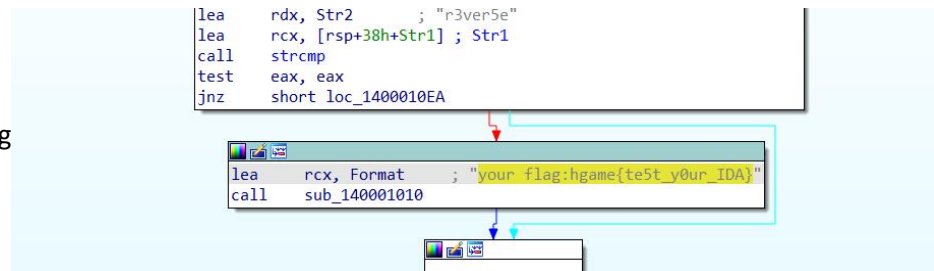 lea rdx, Str2 ; "r3ver5e"
lea rcx, [rsp+38h+Str1] ; Str1
call strcmp
test eax, eax
jnz short loc_1400010EA
g
lea rcx, Format ; "your flag:hgame{te5t_y0ur_IDA}"
call sub_140001010